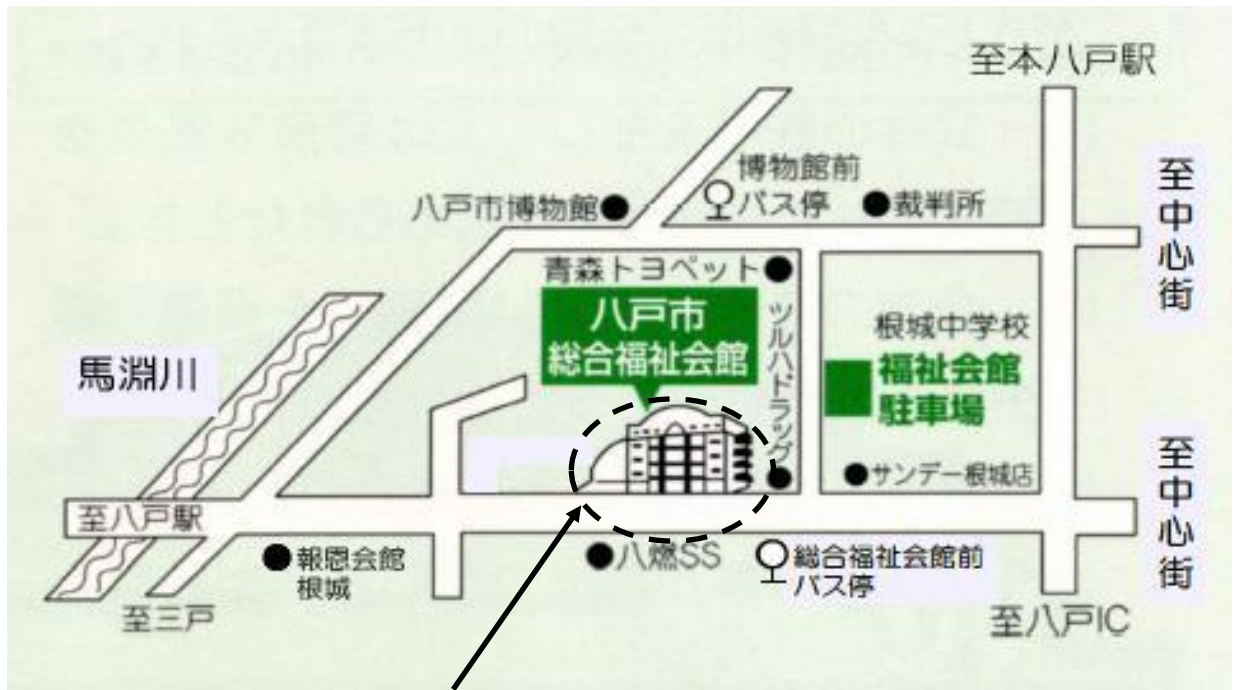 至本八戸駅
博物館前
バス停
八戸市博物館
裁判所
至中心街
青森トヨペット
八戸市
総合福祉会館
ツルハドラッグ
根城中学校
福祉会館
駐車場
馬淵川
サンデー根城店
至中心街
至八戸駅
報恩会館
根城
八燃SS
総合福祉会館前
バス停
至三戸
至八戸IC